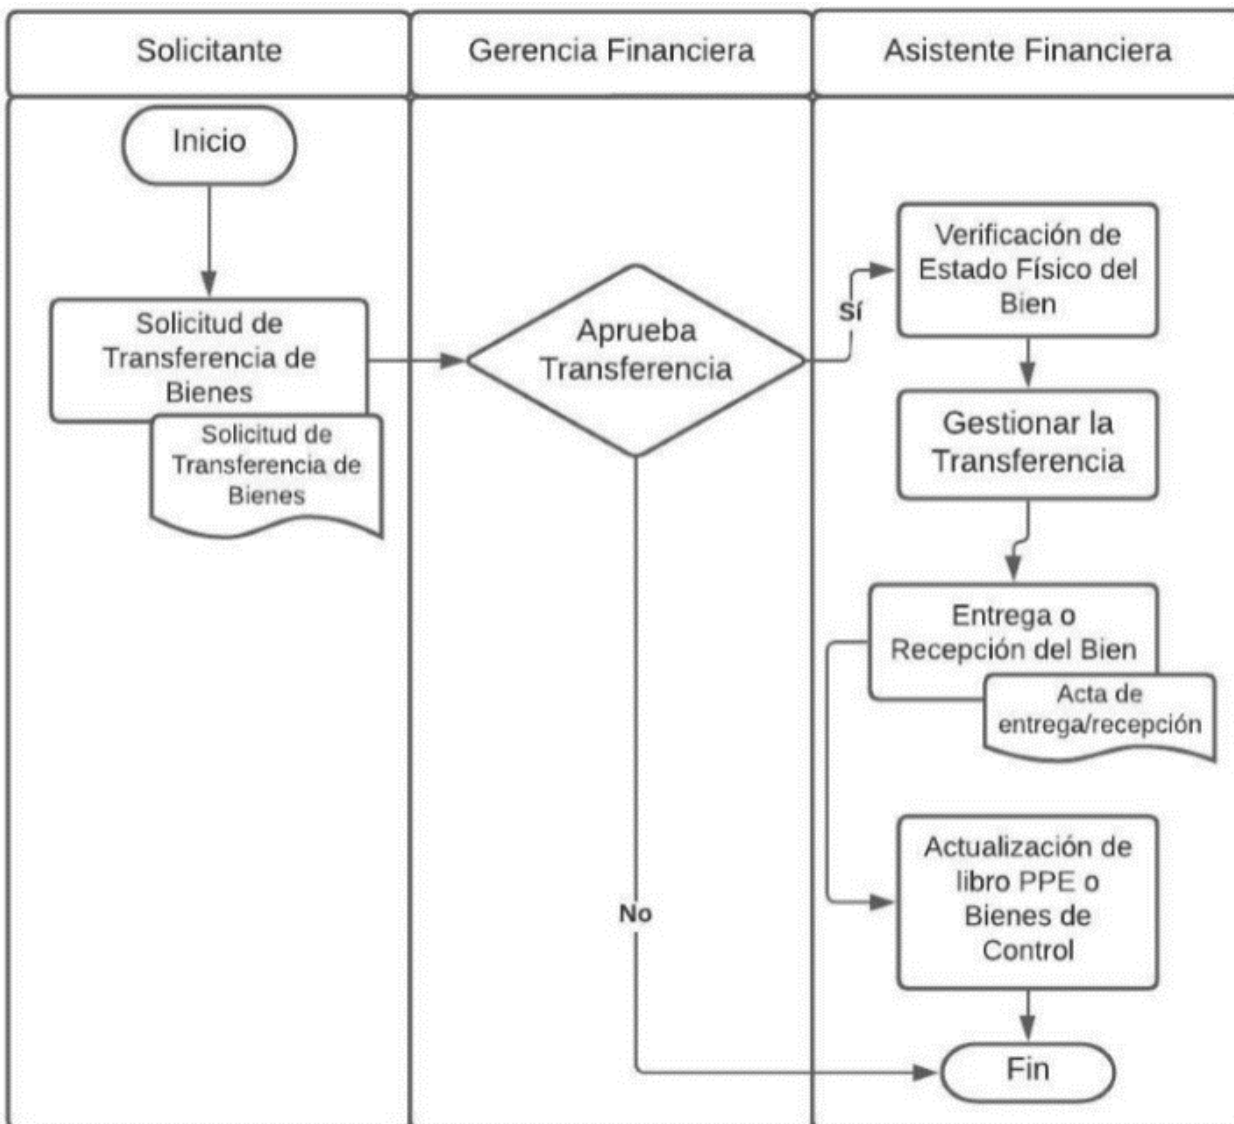 Solicitante
Gerencia Financiera
Asistente Financiera
Inicio
Solicitud de
Transferencia de
Bienes
Solicitud de
Transferencia de
Bienes
Aprueba
Transferencia
Sí
No
Verificación de
Estado Físico del
Bien
Gestionar la
Transferencia
Entrega o
Recepción del Bien
Acta de
entrega/recepción
Actualización de
libro PPE o
Bienes de
Control
Fin